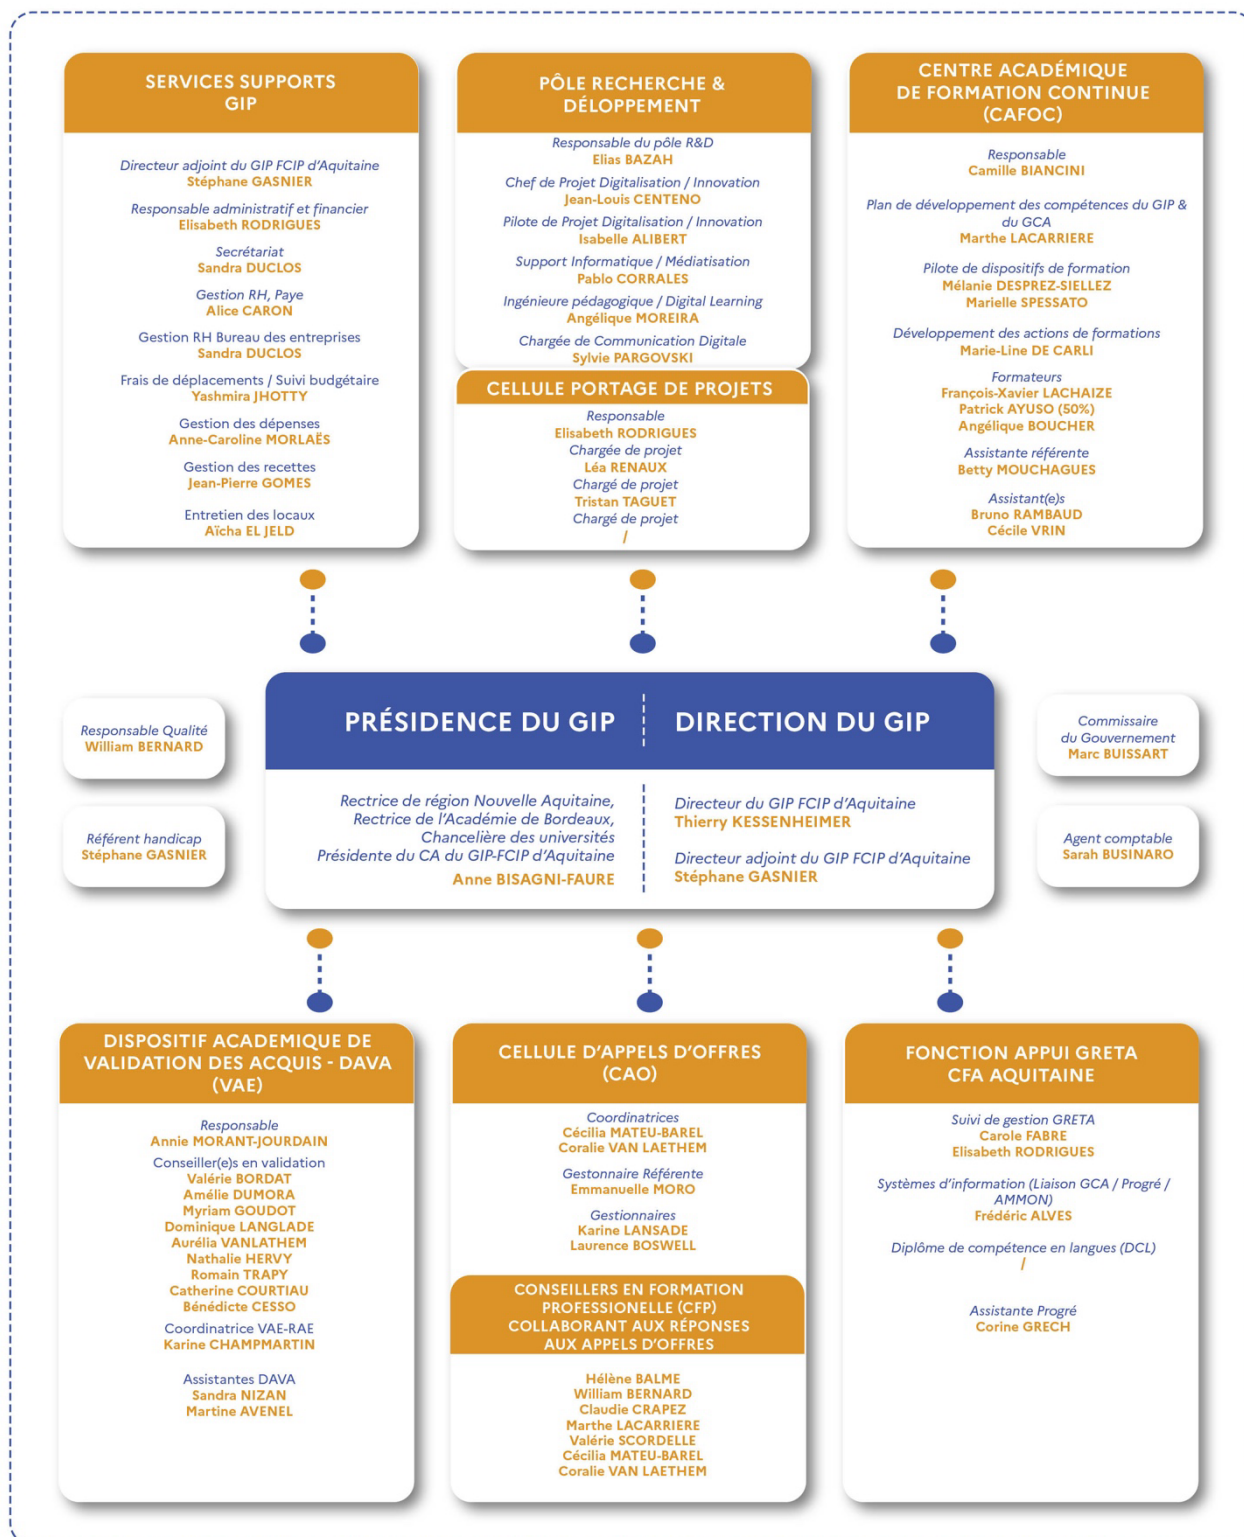 SERVICES SUPPORTS
GIP
Directeur adjoint du GIP FCIP d'Aquitaine
Stéphane GASNIER
Responsable administratif et financier
Elisabeth RODRIGUES
Secrétariat
Sandra DUCLOS
Gestion RH, Paye
Alice CARON
Gestion RH Bureau des entreprises
Sandra DUCLOS
Frais de déplacements / Suivi budgétaire
Yashmira JHOTTY
Gestion des dépenses
Anne-Caroline MORLAËS
Gestion des recettes
Jean-Pierre GOMES
Entretien des locaux
Aïcha EL JELD
PÔLE RECHERCHE &
DÉLOPPEMENT
Responsable du pôle R&D
Elias BAZAH
Chef de Projet Digitalisation / Innovation
Jean-Louis CENTENO
Pilote de Projet Digitalisation / Innovation
Isabelle ALIBERT
Support Informatique / Médiatisation
Pablo CORRALES
Ingénieure pédagogique / Digital Learning
Angélique MOREIRA
Chargée de Communication Digitale
Sylvie PARGOVSKI
CELLULE PORTAGE DE PROJETS
Responsable
Elisabeth RODRIGUES
Chargée de projet
Léa RENAUX
Chargé de projet
Tristan TAGUET
Chargé de projet
/
CENTRE ACADÉMIQUE
DE FORMATION CONTINUE
(CAFOC)
Responsable
Camille BIANCINI
Plan de développement des compétences du GIP &
du GCA
Marthe LACARRIERE
Pilote de dispositifs de formation
Mélanie DESPREZ-SIELLEZ
Marielle SPESSATO
Développement des actions de formations
Marie-Line DE CARLI
Formateurs
François-Xavier LACHAIZE
Patrick AYUSO (50%)
Angélique BOUCHER
Assistante référente
Betty MOUCHAGUES
Assistant(e)s
Bruno RAMBAUD
Cécile VRIN
Responsable Qualité
William BERNARD
Référent handicap
Stéphane GASNIER
PRÉSIDENCE DU GIP
Rectrice de région Nouvelle Aquitaine,
Rectrice de l'Académie de Bordeaux,
Chancelière des universités
Présidente du CA du GIP-FCIP d'Aquitaine
Anne BISAGNI-FAURE
DIRECTION DU GIP
Directeur du GIP FCIP d'Aquitaine
Thierry KESSENHEIMER
Directeur adjoint du GIP FCIP d'Aquitaine
Stéphane GASNIER
Commissaire
du Gouvernement
Marc BUISSART
Agent comptable
Sarah BUSINARO
DISPOSITIF ACADEMIQUE DE
VALIDATION DES ACQUIS - DAVA
(VAE)
Responsable
Annie MORANT-JOURDAIN
Conseiller(e)s en validation
Valérie BORDAT
Amélie DUMORA
Myriam GOUDOT
Dominique LANGLADE
Aurélia VANLATHEM
Nathalie HERVY
Romain TRAPY
Catherine COURTIAU
Bénédicte CESSO
Coordinatrice VAE-RAE
Karine CHAMPMARTIN
Assistantes DAVA
Sandra NIZAN
Martine AVENEL
CELLULE D'APPELS D'OFFRES
(CAO)
Coordinatrices
Cécilia MATEU-BAREL
Coralie VAN LAETHEM
Gestonnaire Référente
Emmanuelle MORO
Gestionnaires
Karine LANSADE
Laurence BOSWELL
CONSEILLERS EN FORMATION
PROFESSIONELLE (CFP)
COLLABORANT AUX RÉPONSES
AUX APPELS D'OFFRES
Hélène BALME
William BERNARD
Claudie CRAPEZ
Marthe LACARRIERE
Valérie SCORDELLE
Cécilia MATEU-BAREL
Coralie VAN LAETHEM
FONCTION APPUI GRETA
CFA AQUITAINE
Suivi de gestion GRETA
Carole FABRE
Elisabeth RODRIGUES
Systèmes d'information (Liaison GCA / Progré /
AMMON)
Frédéric ALVES
Diplôme de compétence en langues (DCL)
/
Assistante Progré
Corine GRECH